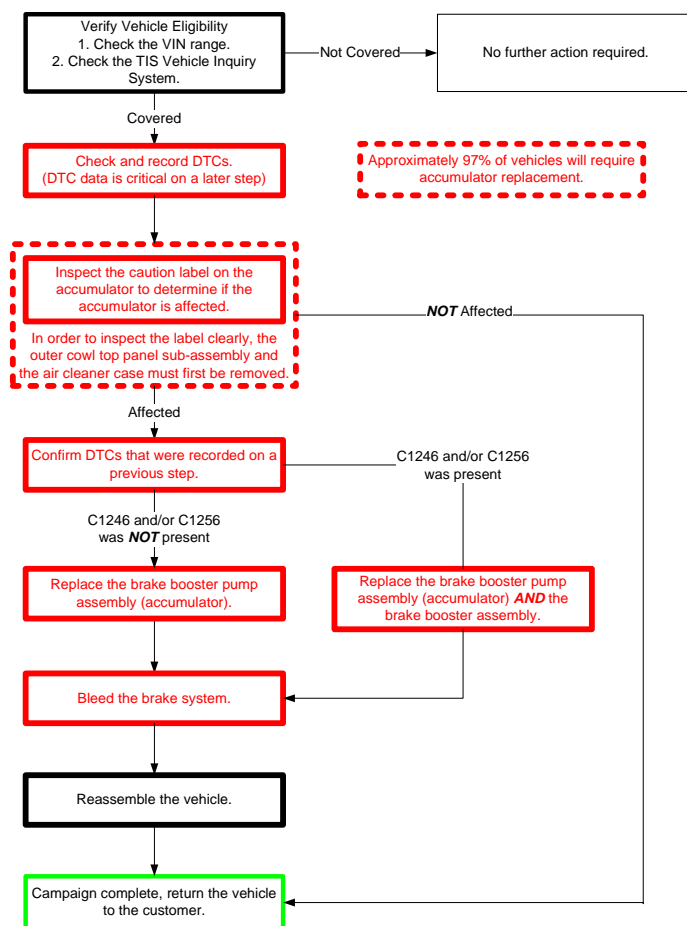 Verify Vehicle Eligibility
1. Check the VIN range.
2. Check the TIS Vehicle Inquiry
System.
Not Covered
No further action required.
Covered
Check and record DTCs.
(DTC data is critical on a later step)
Approximately 97% of vehicles will require
accumulator replacement.
Inspect the caution label on the
accumulator to determine if the
accumulator is affected.
In order to inspect the label clearly, the
outer cowl top panel sub-assembly and
the air cleaner case must first be removed.
NOT Affected
Affected
Confirm DTCs that were recorded on a
previous step.
C1246 and/or C1256
was present
C1246 and/or C1256
was NOT present
Replace the brake booster pump
assembly (accumulator).
Replace the brake booster pump
assembly (accumulator) AND the
brake booster assembly.
Bleed the brake system.
Reassemble the vehicle.
Campaign complete, return the vehicle
to the customer.